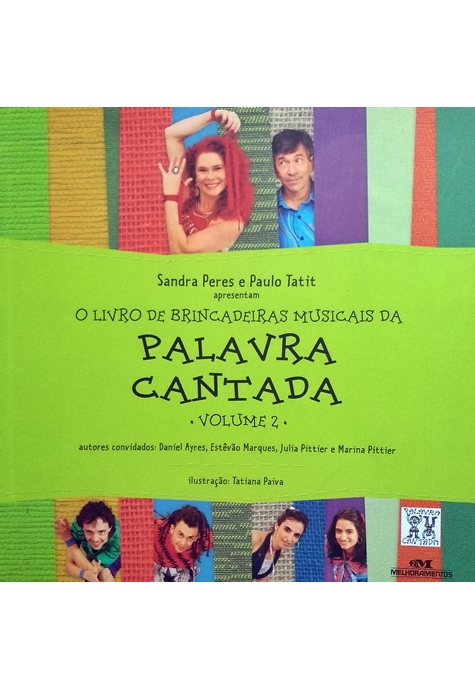 Sandra Peres e Paulo Tatit
apresentam
O LIVRO DE BRINCADEIRAS MUSICAIS DA
PALAVRA
CANTADA
• VOLUME 2 •
autores convidados: Daniel Ayres, Estêvão Marques, Julia Pittier e Marina Pittier
ilustração: Tatiana Paiva
PALAVRA
CANTADA
MELHORAMENTOS